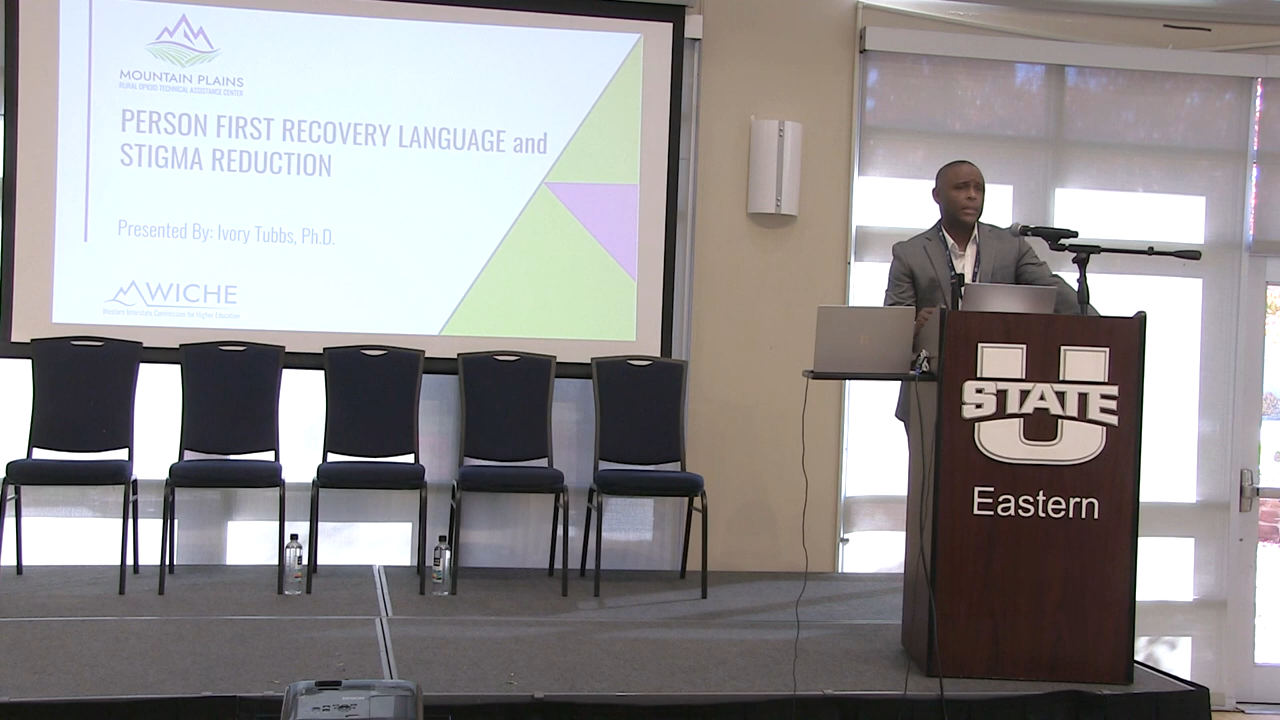 MOUNTAIN PLAINS
RURAL OPIOID TECHNICAL ASSISTANCE CENTER
PERSON FIRST RECOVERY LANGUAGE and
STIGMA REDUCTION
Presented By: Ivory Tubbs, Ph.D.
WICHE
Western Interstate Commission for Higher Education
U
STATE
Eastern